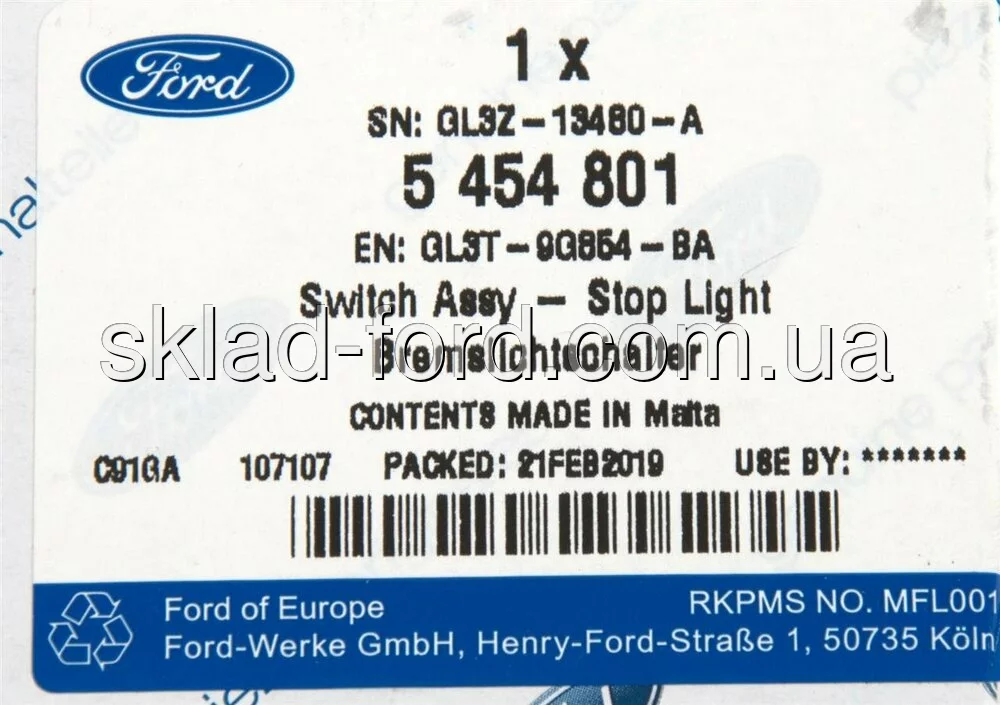 Ford
1 x
SN: GL3Z-13480-A
5 454 801
EN: GL3T-9G854-BA
Switch Assy - Stop Light
sklad-ford.com.ua
Bremslichtschalter
CONTENTS MADE IN Malta
C91GA 107107 PACKED: 21FEB2019 USE BY: *******
Ford of Europe
RKPMS NO. MFL001
Ford-Werke GmbH, Henry-Ford-Straße 1, 50735 Köln